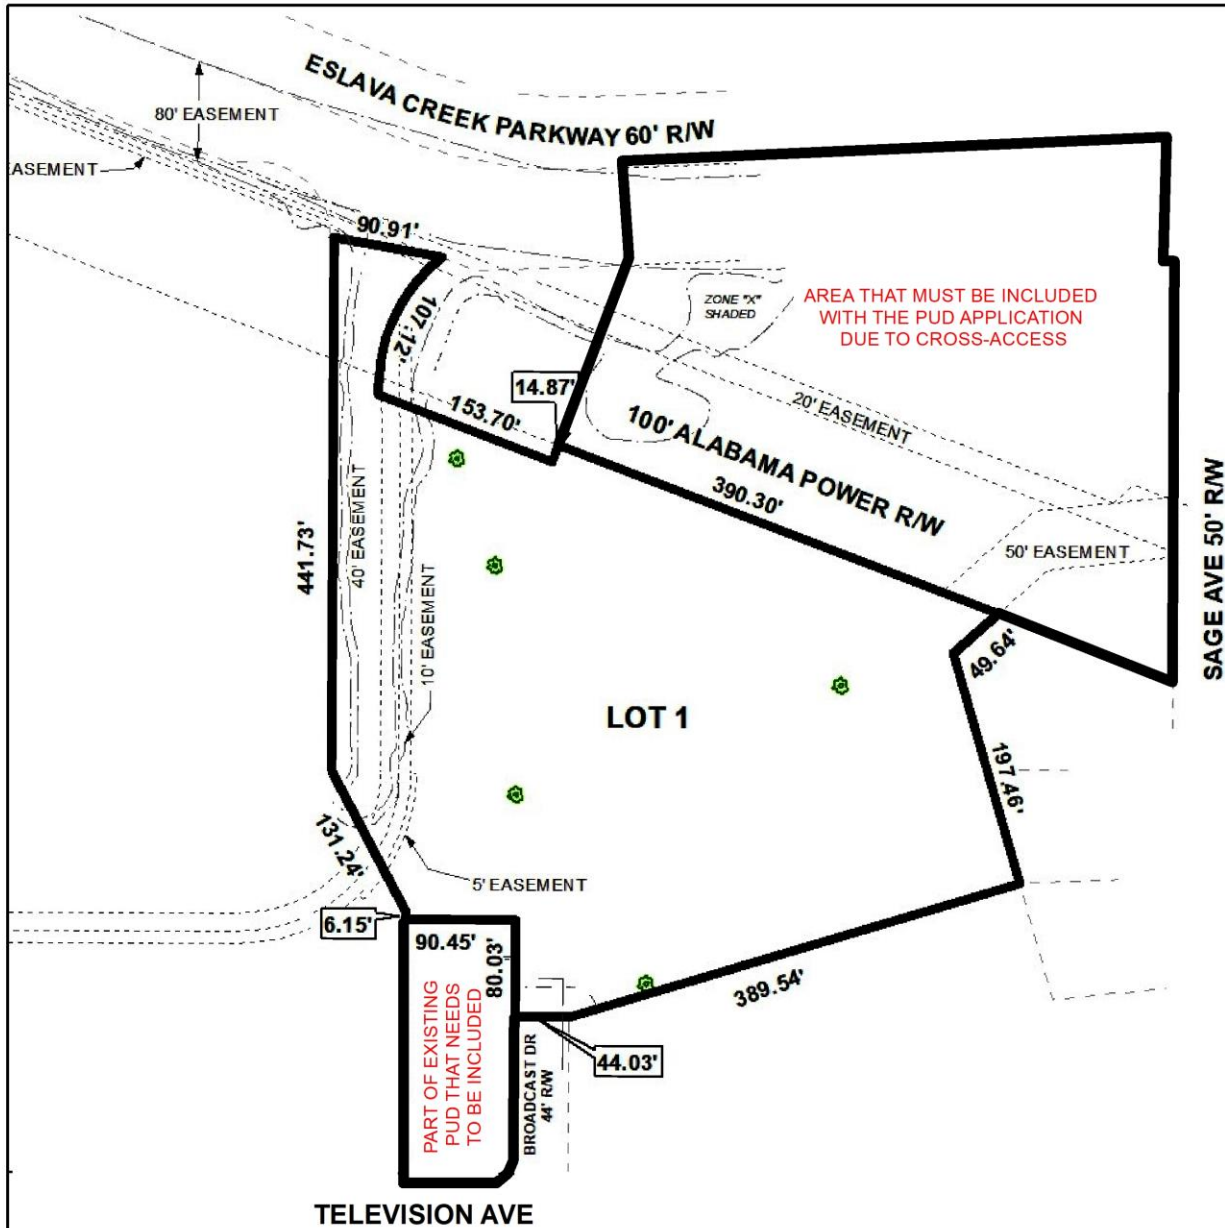 ESLAVA CREEK PARKWAY 60' R/W
80' EASEMENT
EASEMENT
90.91'
107.12'
ZONE "X"
SHADED
AREA THAT MUST BE INCLUDED
WITH THE PUD APPLICATION
DUE TO CROSS-ACCESS
14.87'
153.70'
20' EASEMENT
100' ALABAMA POWER R/W
390.30'
SAGE AVE 50' R/W
441.73'
40' EASEMENT
50' EASEMENT
10' EASEMENT
49.64'
LOT 1
197.46'
131.24'
5' EASEMENT
6.15'
90.45'
80.03'
389.54'
PART OF EXISTING
PUD THAT NEEDS
TO BE INCLUDED
BROADCAST DR
44' R/W
44.03'
TELEVISION AVE